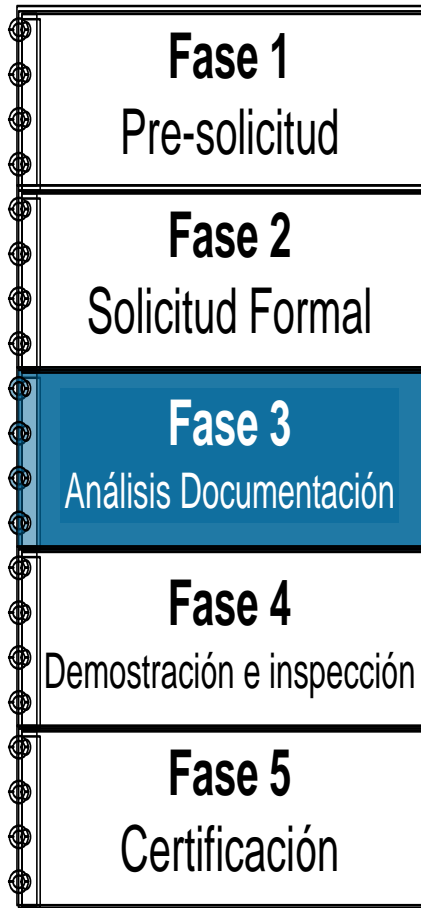 Fase 1
Pre-solicitud
Fase 2
Solicitud Formal
Fase 3
Análisis Documentación
Fase 4
Demostración e inspección
Fase 5
Certificación